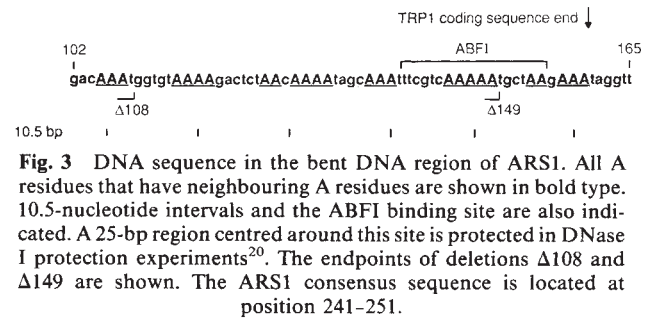 TRP1 coding sequence end
102 ABFI 165
gacAAAtggtgtAAAAgactctAAcAAAAtagcAAAtttcgtcAAAAAtgctAAgAAAtaggtt
Δ108 Δ149
10.5 bp
Fig. 3 DNA sequence in the bent DNA region of ARS1. All A
residues that have neighbouring A residues are shown in bold type.
10.5-nucleotide intervals and the ABFI binding site are also indi-
cated. A 25-bp region centred around this site is protected in DNase
I protection experiments20. The endpoints of deletions Δ108 and
Δ149 are shown. The ARS1 consensus sequence is located at
position 241–251.